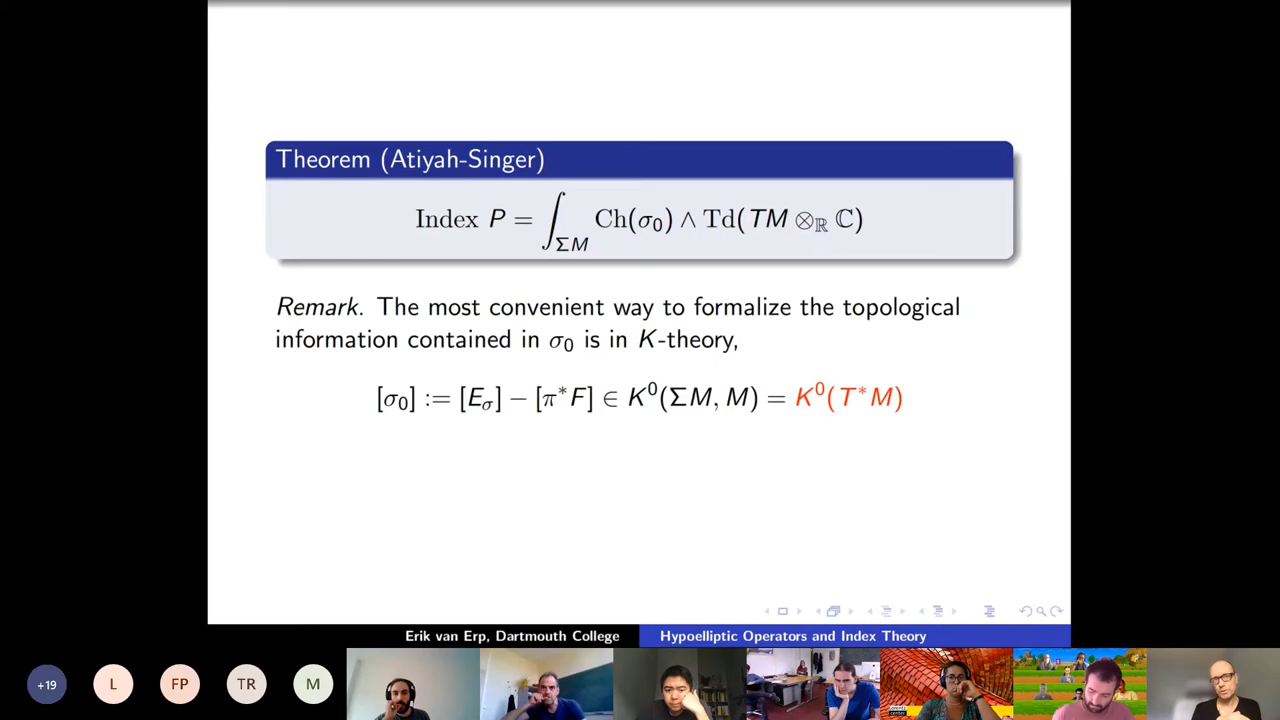 Theorem (Atiyah-Singer)
Index P = ∫_{ΣM} Ch(σ₀) ∧ Td(TM ⊗_ℝ ℂ)
Remark. The most convenient way to formalize the topological
information contained in σ₀ is in K-theory,
[σ₀] := [E_σ] − [π*F] ∈ K⁰(ΣM, M) = K⁰(T*M)
Erik van Erp, Dartmouth College
Hypoelliptic Operators and Index Theory
+19
L
FP
TR
M
Lorentz
center